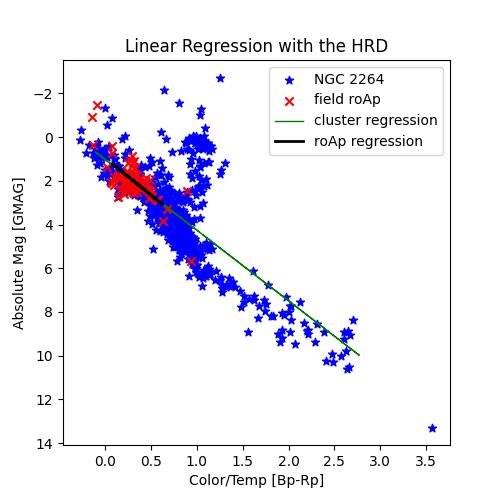 Linear Regression with the HRD
NGC 2264
field roAp
cluster regression
roAp regression
−2
0
2
4
6
8
10
12
14
Absolute Mag [GMAG]
0.0 0.5 1.0 1.5 2.0 2.5 3.0 3.5
Color/Temp [Bp-Rp]